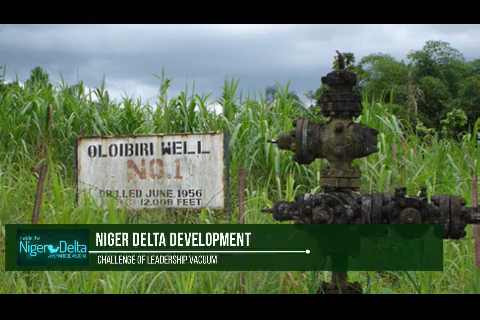 OLOIBIRI WELL
NO.1
DRILLED JUNE. 1956
12.008 FEET
Inside the
Niger Delta
NIGER DELTA DEVELOPMENT
CHALLENGE OF LEADERSHIP VACUUM